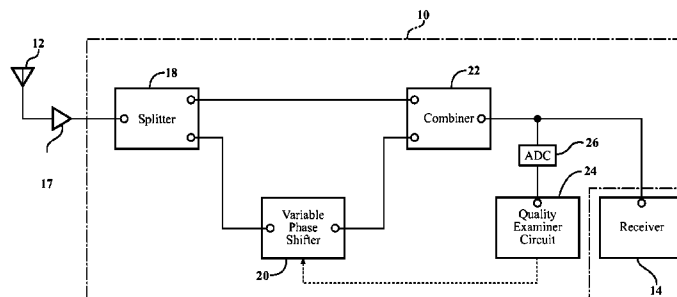 10
12
18
22
Splitter
Combiner
17
ADC
26
24
Variable
Phase
Shifter
Quality
Examiner
Circuit
Receiver
20
14